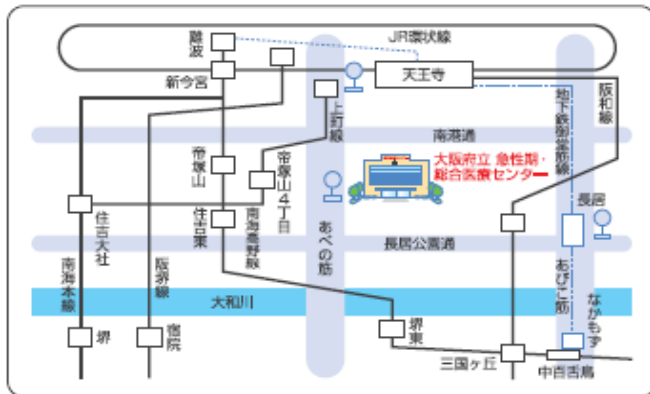 JR環状線
難波
天王寺
新今宮
上町線
阪和線
地下鉄御堂筋線
南港通
大阪府立 急性期・
総合医療センター
帝塚山
帝塚山4丁目
長居
住吉大社
住吉東
南海高野線
あべの筋
長居公園通
南海本線
阪堺線
あびこ筋
大和川
なかもず
堺
宿院
堺東
三国ヶ丘
中百舌鳥